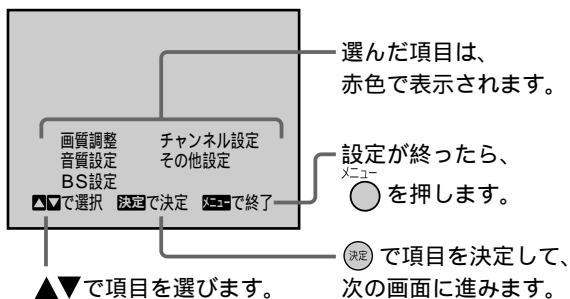 選んだ項目は、
赤色で表示されます。
画質調整 チャンネル設定
音質設定 その他設定
BS設定
▲▼で選択 決定で決定 メニューで終了
設定が終ったら、
メニュー
を押します。
決定 で項目を決定して、
次の画面に進みます。
▲▼で項目を選びます。